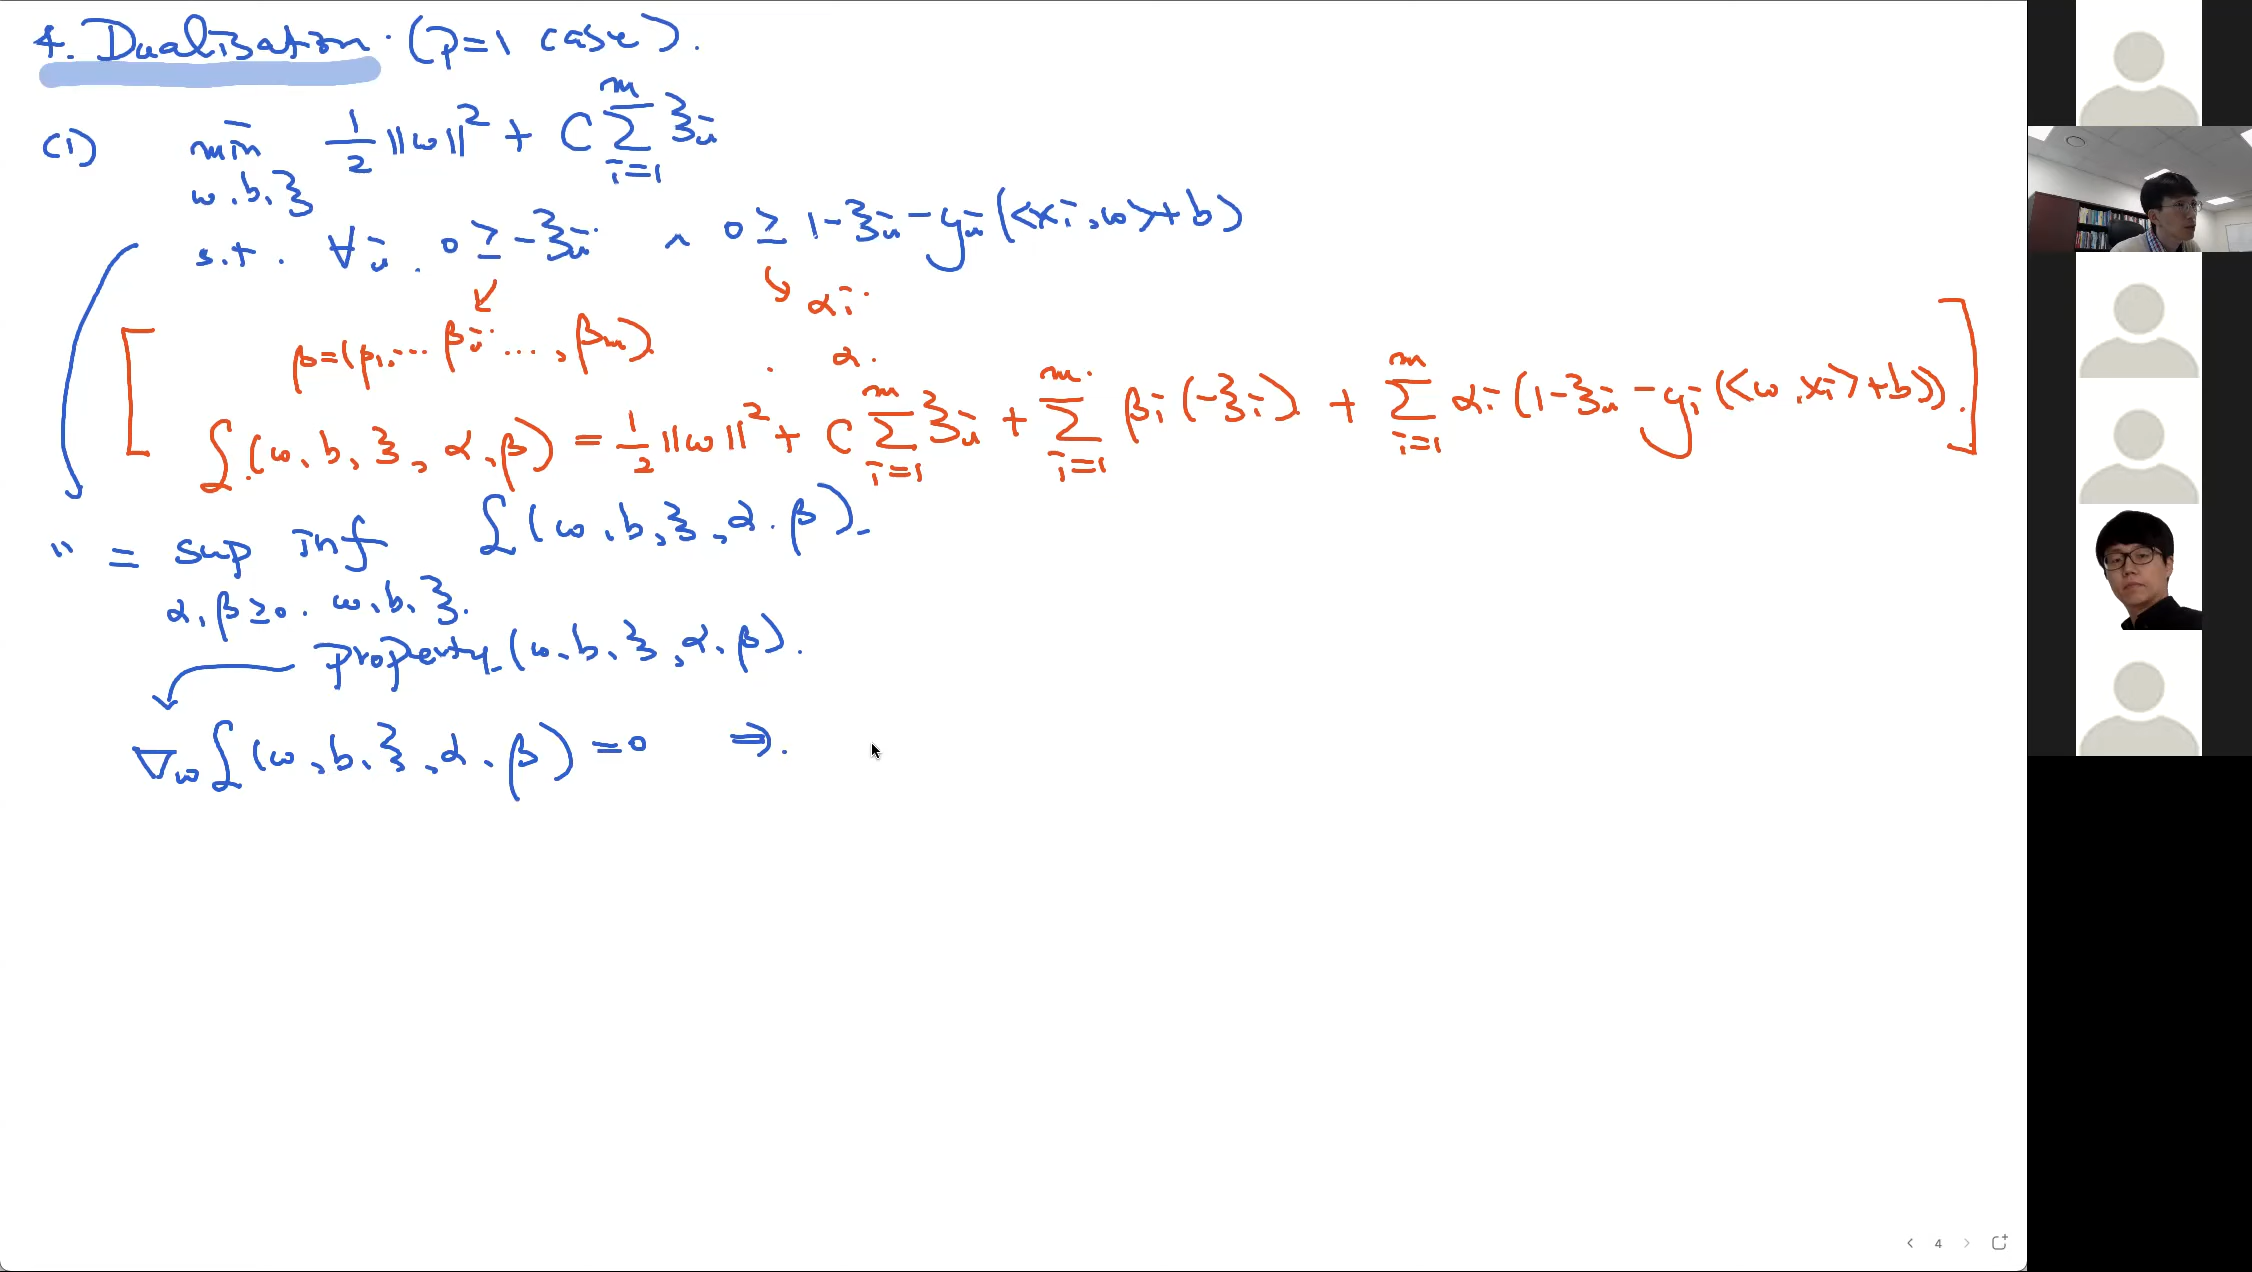 4. Dualisation. (p=1 case).
(1) min 1/2 ||w||² + C Σ_{i=1}^{m} ξ_i
w, b, ξ
s.t. ∀i. 0 ≥ -ξ_i ∧ 0 ≥ 1-ξ_i-y_i(<x_i, w>+b)
α_i
β=(β_1, ... β_i ..., β_m).
α.
L(w, b, ξ, α, β) = 1/2 ||w||² + C Σ_{i=1}^{m} ξ_i + Σ_{i=1}^{m} β_i(-ξ_i) + Σ_{i=1}^{m} α_i(1-ξ_i-y_i(<w, x_i>+b)).
" = sup inf L(w, b, ξ, α, β).
α, β≥0. w, b, ξ.
property (w, b, ξ, α, β).
∇_w L(w, b, ξ, α, β) = 0 ⇒.
< 4 >